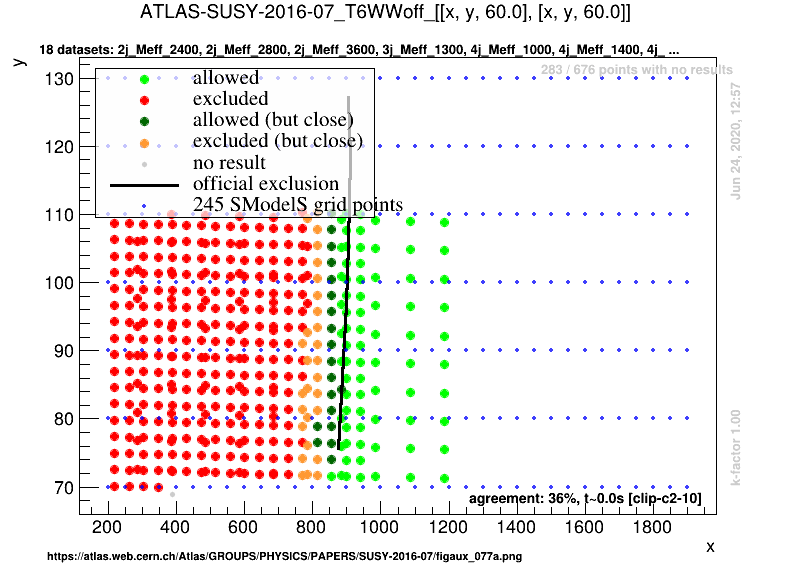 ATLAS-SUSY-2016-07_T6WWoff_[[x, y, 60.0], [x, y, 60.0]]
18 datasets: 2j_Meff_2400, 2j_Meff_2800, 2j_Meff_3600, 3j_Meff_1300, 4j_Meff_1000, 4j_Meff_1400, 4j_ ...
y
283 / 676 points with no results
allowed
excluded
allowed (but close)
excluded (but close)
no result
official exclusion
245 SModelS grid points
130
120
110
100
90
80
70
Jun 24, 2020, 12:57
k-factor 1.00
agreement: 36%, t~0.0s [clip-c2-10]
200 400 600 800 1000 1200 1400 1600 1800
x
https://atlas.web.cern.ch/Atlas/GROUPS/PHYSICS/PAPERS/SUSY-2016-07/figaux_077a.png